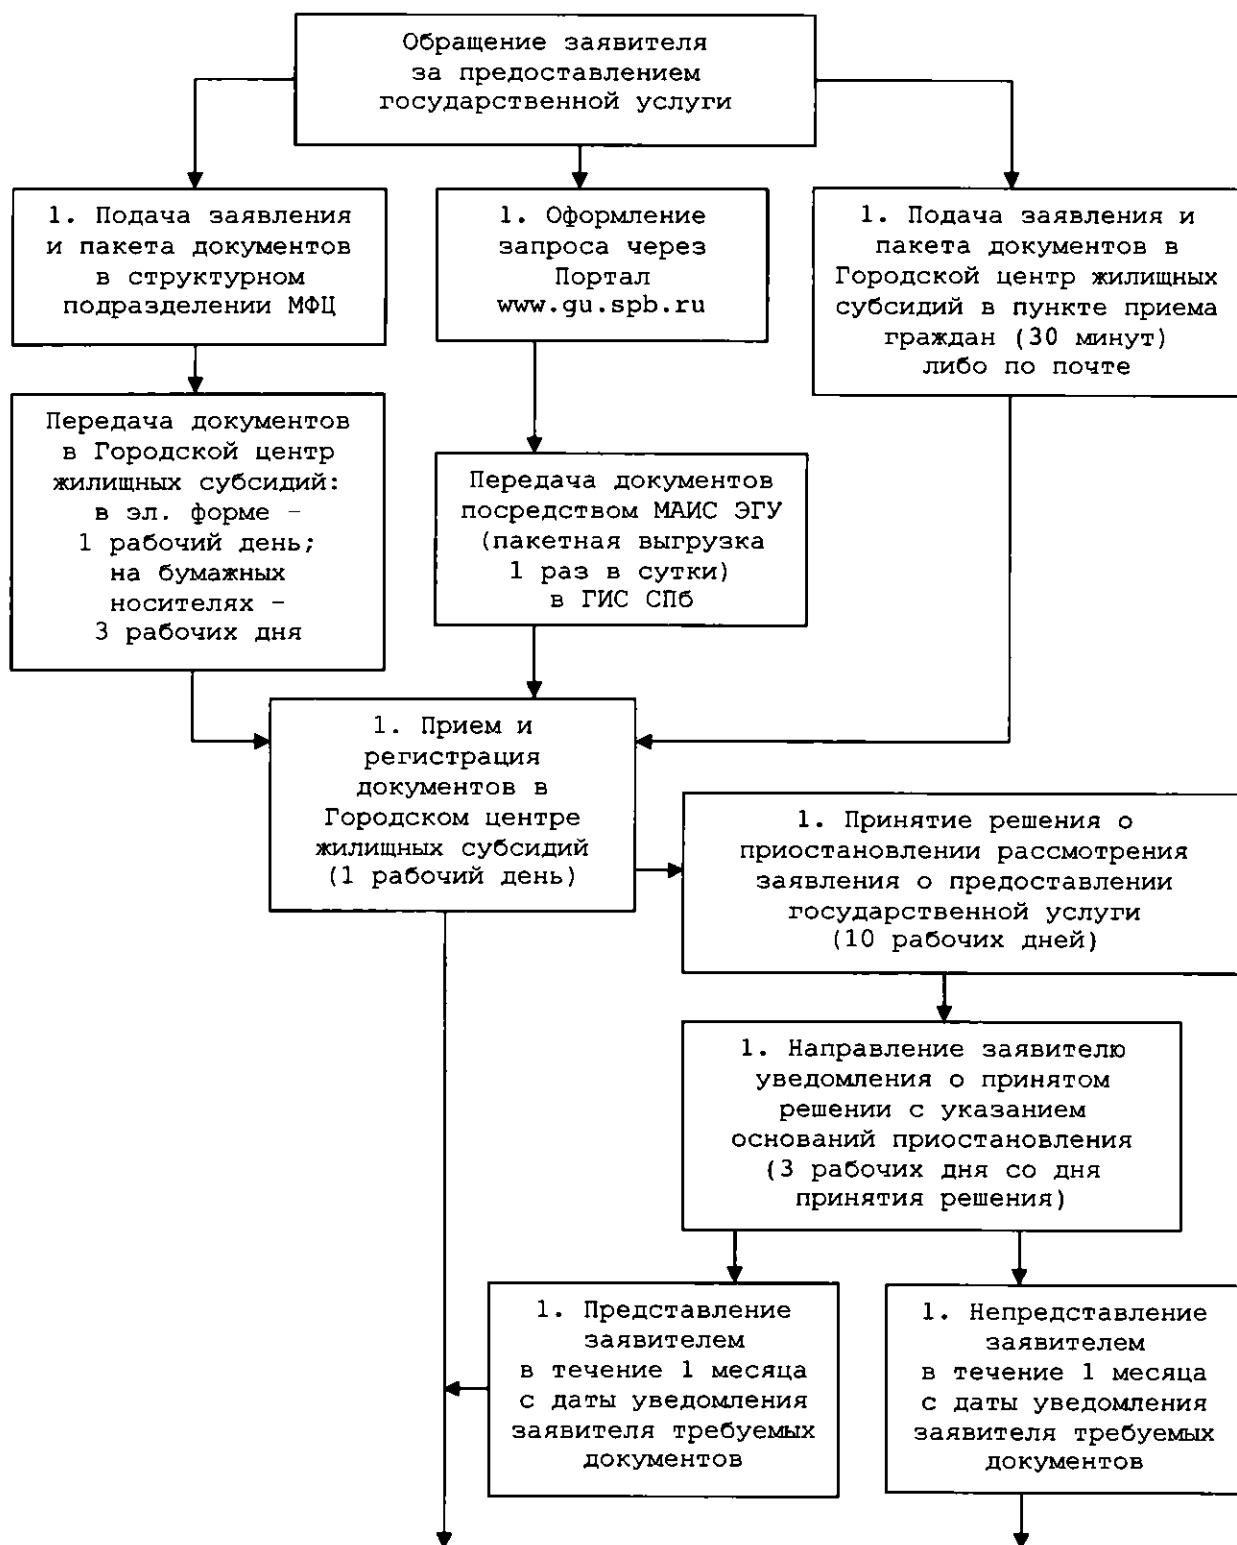 Обращение заявителя
за предоставлением
государственной услуги
1. Подача заявления
и пакета документов
в структурном
подразделении МФЦ
1. Оформление
запроса через
Портал
www.gu.spb.ru
1. Подача заявления и
пакета документов в
Городской центр жилищных
субсидий в пункте приема
граждан (30 минут)
либо по почте
Передача документов
в Городской центр
жилищных субсидий:
в эл. форме -
1 рабочий день;
на бумажных
носителях -
3 рабочих дня
Передача документов
посредством МАИС ЭГУ
(пакетная выгрузка
1 раз в сутки)
в ГИС СПб
1. Прием и
регистрация
документов в
Городском центре
жилищных субсидий
(1 рабочий день)
1. Принятие решения о
приостановлении рассмотрения
заявления о предоставлении
государственной услуги
(10 рабочих дней)
1. Направление заявителю
уведомления о принятом
решении с указанием
оснований приостановления
(3 рабочих дня со дня
принятия решения)
1. Представление
заявителем
в течение 1 месяца
с даты уведомления
заявителя требуемых
документов
1. Непредставление
заявителем
в течение 1 месяца
с даты уведомления
заявителя требуемых
документов